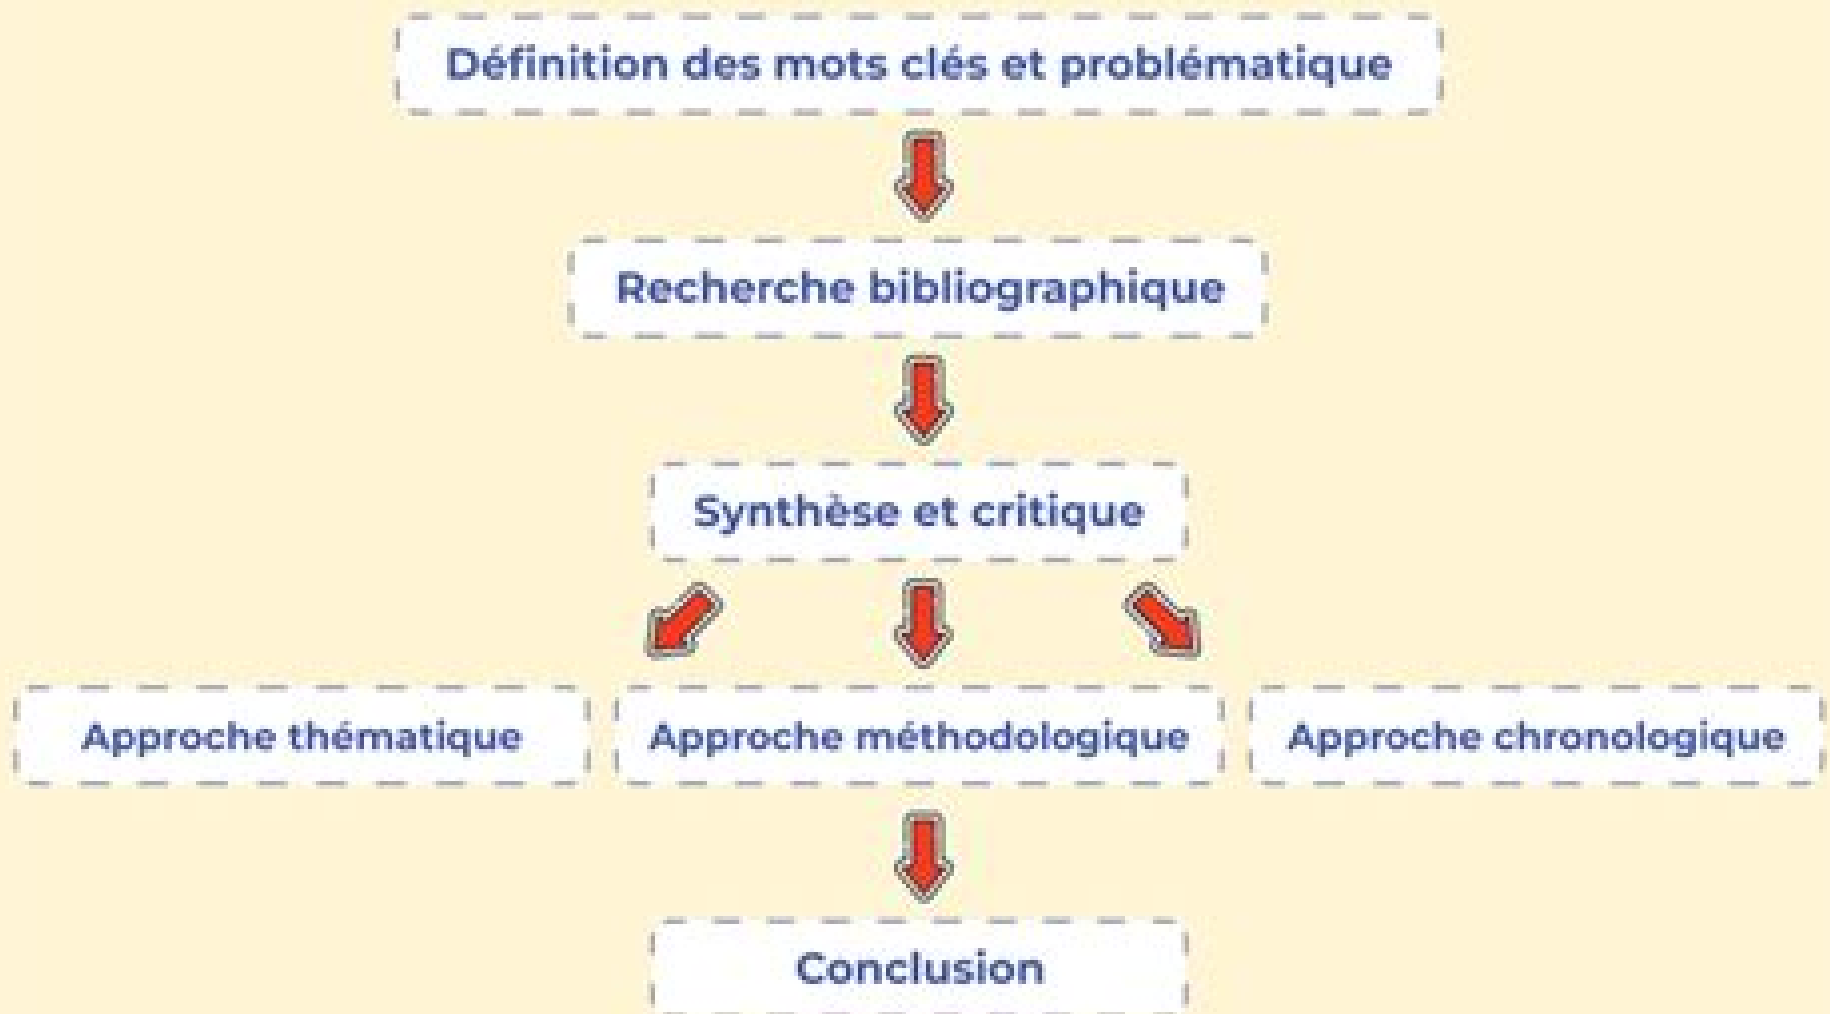 Définition des mots clés et problématique
Recherche bibliographique
Synthèse et critique
Approche thématique
Approche méthodologique
Approche chronologique
Conclusion